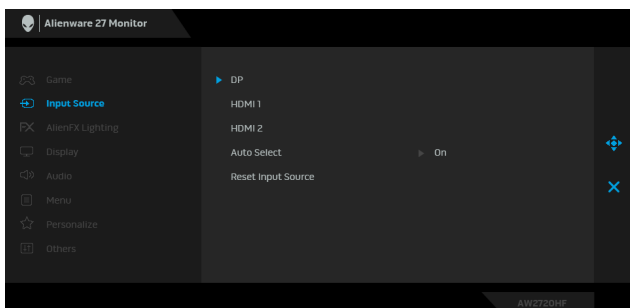 Alienware 27 Monitor
Game
Input Source
AlienFX Lighting
Display
Audio
Menu
Personalize
Others
DP
HDMI 1
HDMI 2
Auto Select On
Reset Input Source
AW2720HF